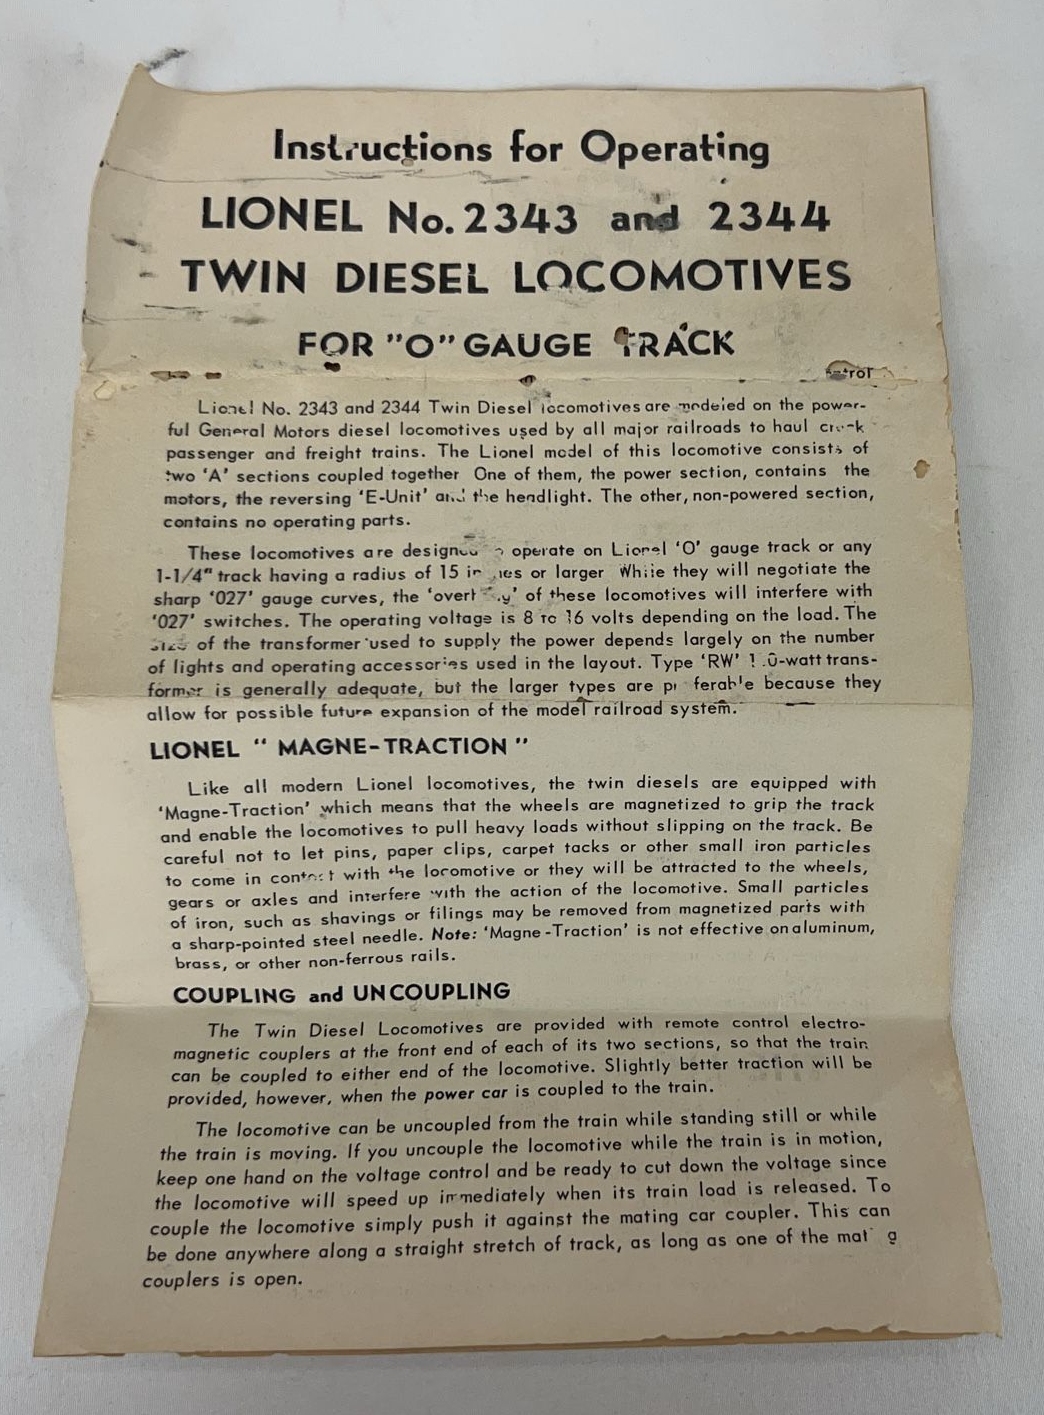 Instructions for Operating
LIONEL No. 2343 and 2344
TWIN DIESEL LOCOMOTIVES
FOR "O" GAUGE TRACK
Lionel No. 2343 and 2344 Twin Diesel locomotives are modeled on the power-
ful General Motors diesel locomotives used by all major railroads to haul
passenger and freight trains. The Lionel model of this locomotive consists of
two 'A' sections coupled together One of them, the power section, contains the
motors, the reversing 'E-Unit' and the headlight. The other, non-powered section,
contains no operating parts.
These locomotives are designed operate on Lionel 'O' gauge track or any
1-1/4" track having a radius of 15 or larger While they will negotiate the
sharp '027' gauge curves, the of these locomotives will interfere with
'027' switches. The operating voltage is 8 to 16 volts depending on the load. The
of the transformer used to supply the power depends largely on the number
of lights and operating accessories used in the layout. Type 'RW' trans-
former is generally adequate, but the larger types are because they
allow for possible future expansion of the model railroad system.
LIONEL " MAGNE-TRACTION "
Like all modern Lionel locomotives, the twin diesels are equipped with
'Magne-Traction' which means that the wheels are magnetized to grip the track
and enable the locomotives to pull heavy loads without slipping on the track. Be
careful not to let pins, paper clips, carpet tacks or other small iron particles
to come in contact with the locomotive or they will be attracted to the wheels,
gears or axles and interfere with the action of the locomotive. Small particles
of iron, such as shavings or filings may be removed from magnetized parts with
a sharp-pointed steel needle. Note: 'Magne-Traction' is not effective on aluminum,
brass, or other non-ferrous rails.
COUPLING and UNCOUPLING
The Twin Diesel Locomotives are provided with remote control electro-
magnetic couplers at the front end of each of its two sections, so that the train
can be coupled to either end of the locomotive. Slightly better traction will be
provided, however, when the power car is coupled to the train.
The locomotive can be uncoupled from the train while standing still or while
the train is moving. If you uncouple the locomotive while the train is in motion,
keep one hand on the voltage control and be ready to cut down the voltage since
the locomotive will speed up immediately when its train load is released. To
couple the locomotive simply push it against the mating car coupler. This can
be done anywhere along a straight stretch of track, as long as one of the
couplers is open.